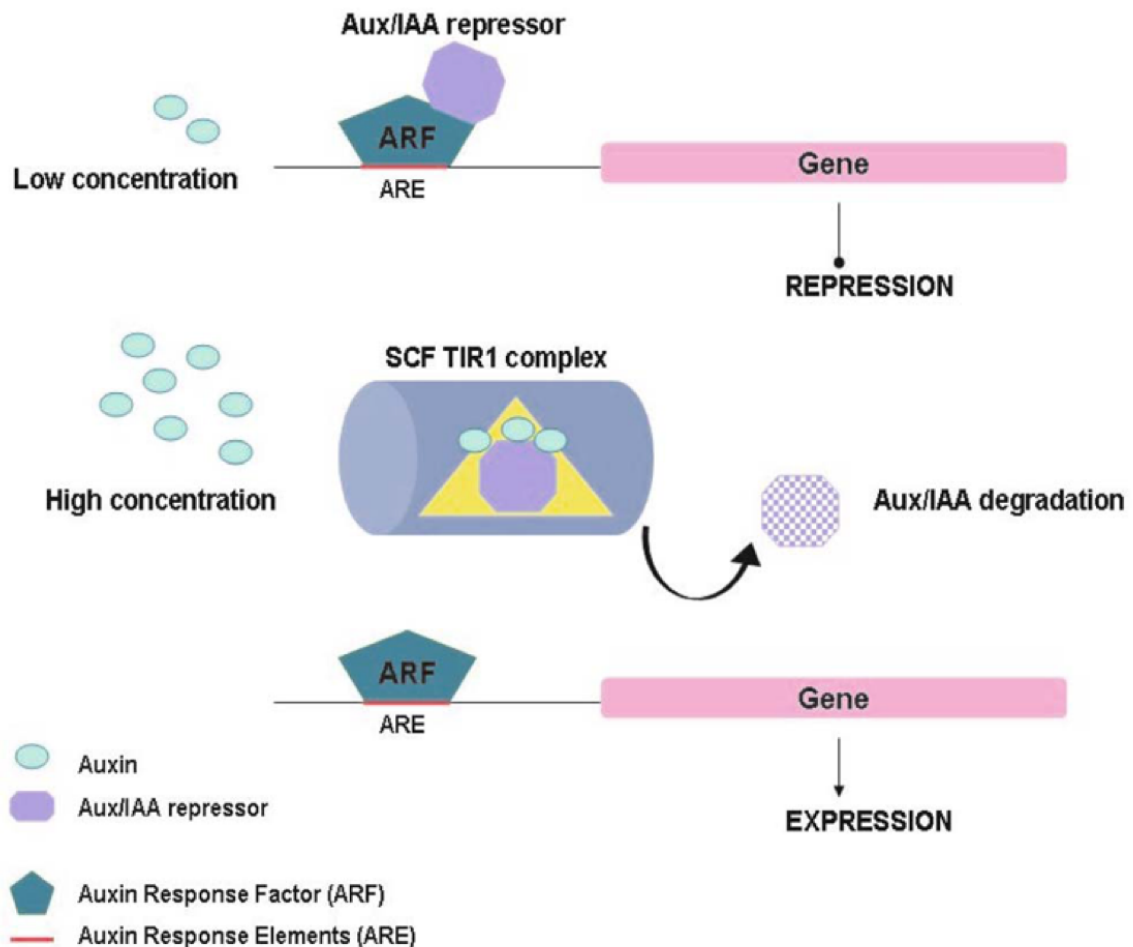 Aux/IAA repressor
ARF
Low concentration
ARE
Gene
REPRESSION
SCF TIR1 complex
High concentration
Aux/IAA degradation
ARF
ARE
Gene
EXPRESSION
Auxin
Aux/IAA repressor
Auxin Response Factor (ARF)
Auxin Response Elements (ARE)